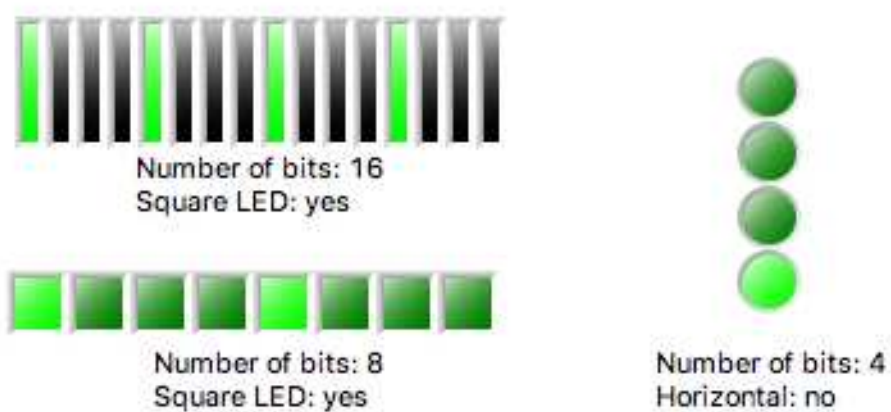 Number of bits: 16
Square LED: yes
Number of bits: 8
Square LED: yes
Number of bits: 4
Horizontal: no